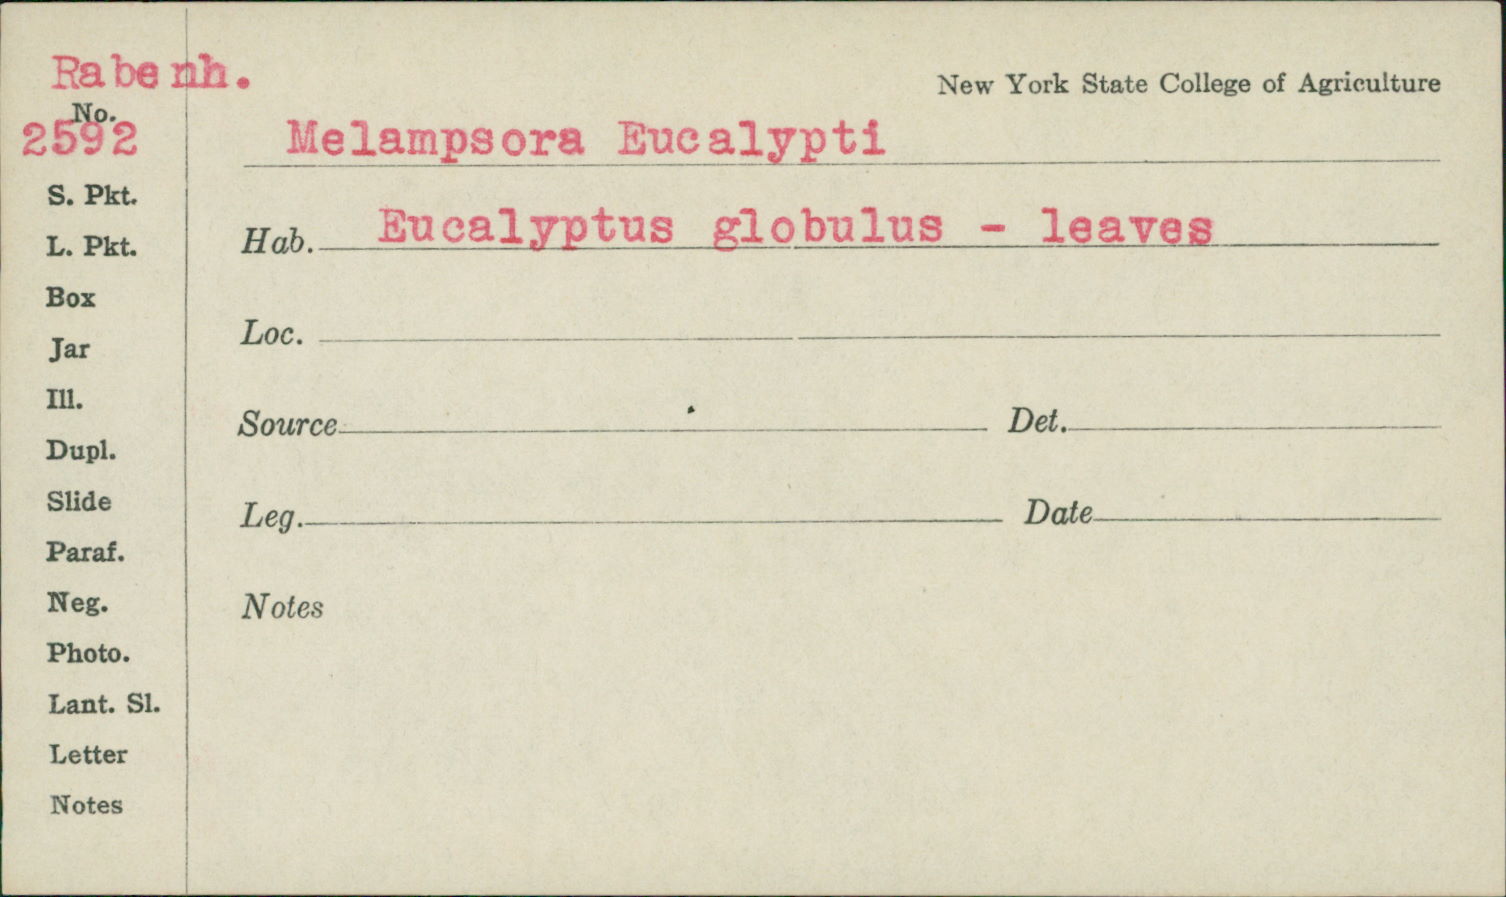 Rabenh.
New York State College of Agriculture
No.
2592
Melampsora Eucalypti
S. Pkt.
Hab. Eucalyptus globulus - leaves
L. Pkt.
Box
Loc.
Jar
Ill.
Source Det.
Dupl.
Slide
Leg. Date
Paraf.
Neg.
Notes
Photo.
Lant. Sl.
Letter
Notes